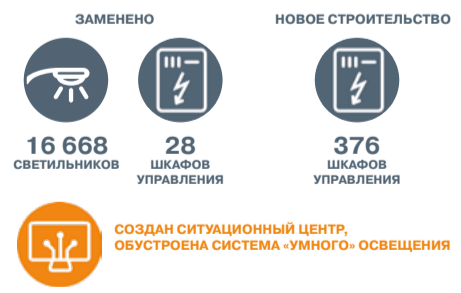 ЗАМЕНЕНО
НОВОЕ СТРОИТЕЛЬСТВО
16 668
СВЕТИЛЬНИКОВ
28
ШКАФОВ
УПРАВЛЕНИЯ
376
ШКАФОВ
УПРАВЛЕНИЯ
СОЗДАН СИТУАЦИОННЫЙ ЦЕНТР,
ОБУСТРОЕНА СИСТЕМА «УМНОГО» ОСВЕЩЕНИЯ